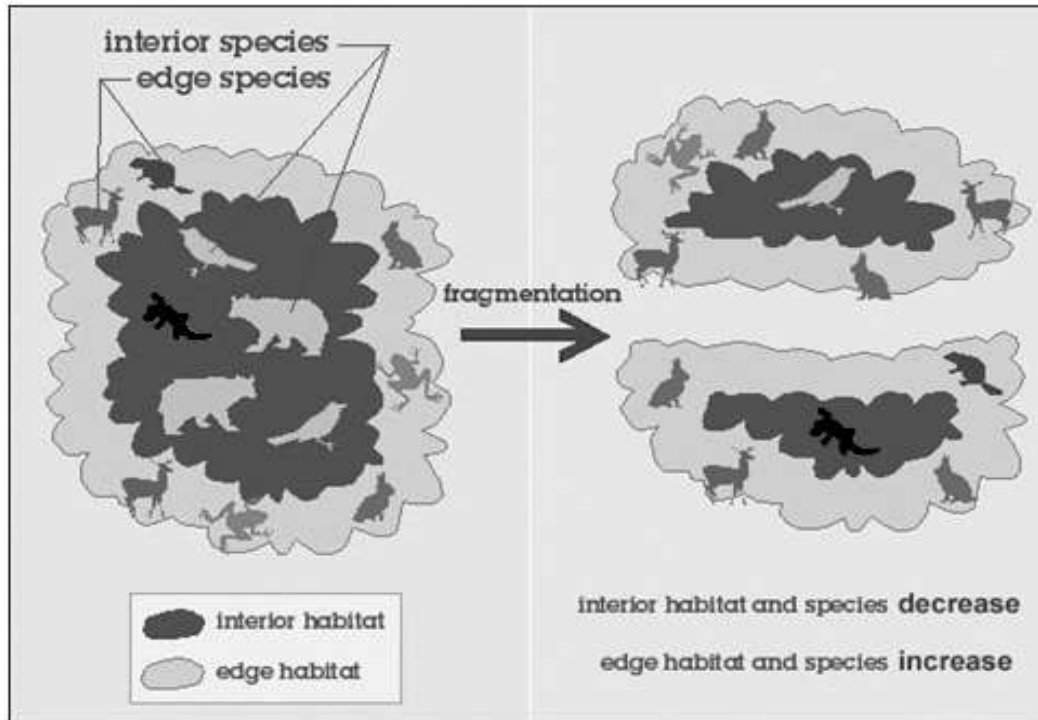 interior species
edge species
fragmentation
interior habitat
edge habitat
interior habitat and species decrease
edge habitat and species increase